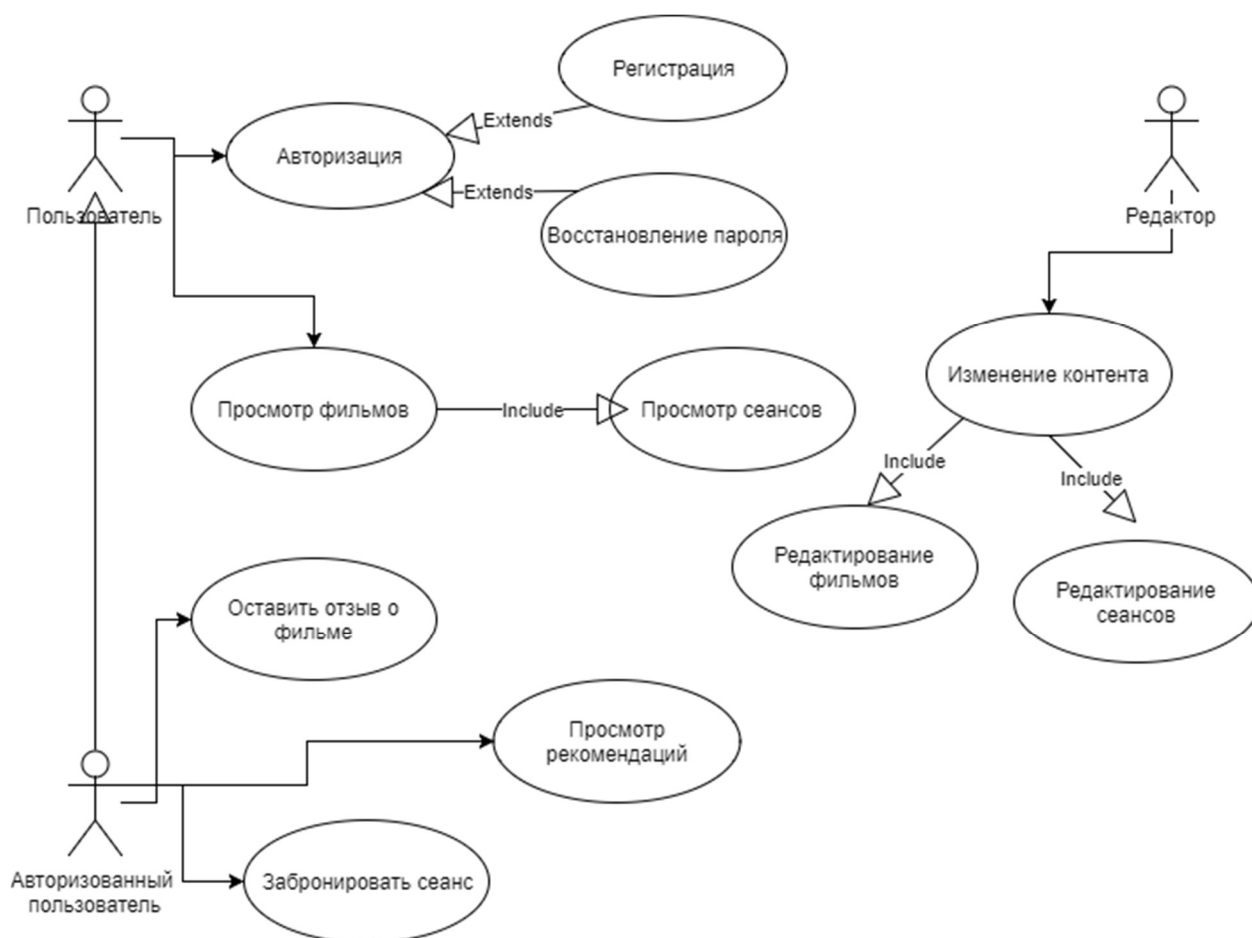 Регистрация
Extends
Авторизация
Extends
Пользователь
Восстановление пароля
Редактор
Изменение контента
Просмотр фильмов
Include
Просмотр сеансов
Include
Include
Редактирование
фильмов
Редактирование
сеансов
Оставить отзыв о
фильме
Просмотр
рекомендаций
Авторизованный
пользователь
Забронировать сеанс